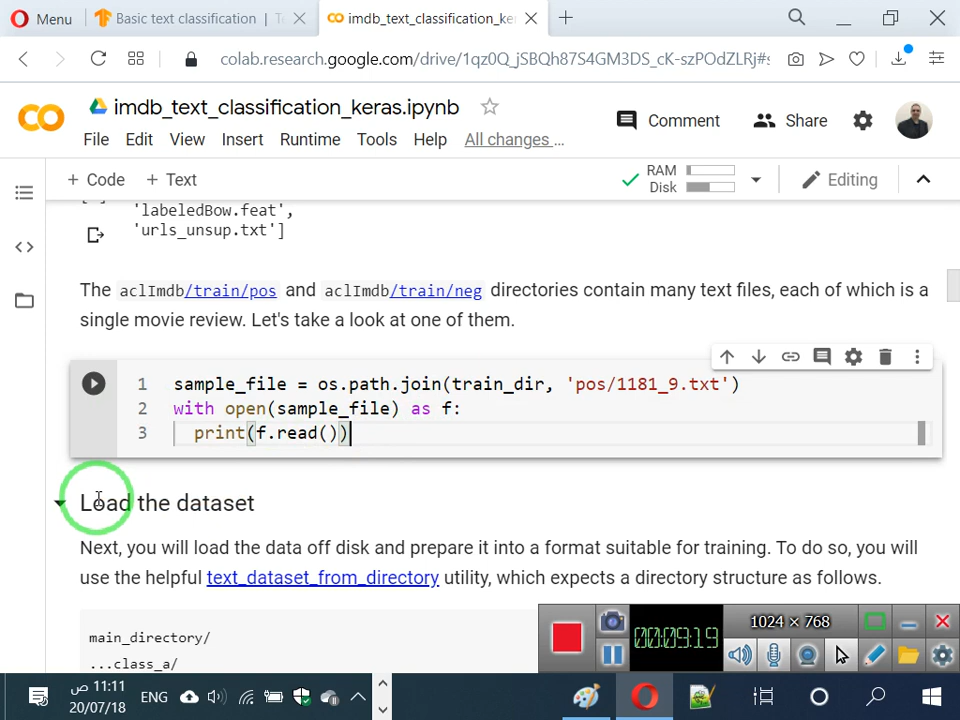 Menu
Basic text classification | T
imdb_text_classification_ke
colab.research.google.com/drive/1qz0Q_jSBQh87S4GM3DS_cK-szPOdZLRj#s
imdb_text_classification_keras.ipynb
Comment
Share
File Edit View Insert Runtime Tools Help All changes …
+ Code + Text
RAM
Disk
Editing
'labeledBow.feat',
'urls_unsup.txt']
The aclImdb/train/pos and aclImdb/train/neg directories contain many text files, each of which is a
single movie review. Let's take a look at one of them.
1 sample_file = os.path.join(train_dir, 'pos/1181_9.txt')
2 with open(sample_file) as f:
3 print(f.read())
Load the dataset
Next, you will load the data off disk and prepare it into a format suitable for training. To do so, you will
use the helpful text_dataset_from_directory utility, which expects a directory structure as follows.
main_directory/
...class_a/
1024 × 768
00:09:19
11:11 ص
ENG
20/07/18